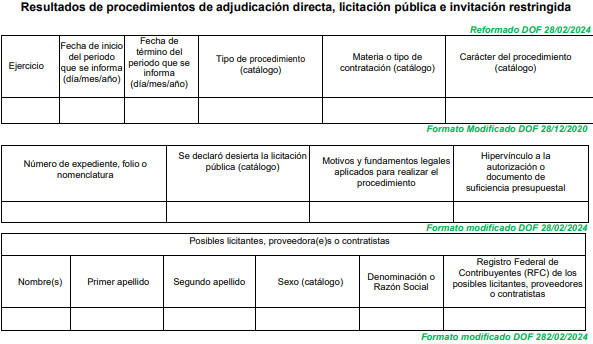 Resultados de procedimientos de adjudicación directa, licitación pública e invitación restringida
Reformado DOF 28/02/2024
Ejercicio
Fecha de inicio
del periodo
que se informa
(día/mes/año)
Fecha de
término del
periodo que se
informa
(día/mes/año)
Tipo de procedimiento
(catálogo)
Materia o tipo de
contratación (catálogo)
Carácter del procedimiento
(catálogo)
Formato Modificado DOF 28/12/2020
Número de expediente, folio o
nomenclatura
Se declaró desierta la licitación
pública (catálogo)
Motivos y fundamentos legales
aplicados para realizar el
procedimiento
Hipervínculo a la
autorización o
documento de
suficiencia presupuestal
Formato modificado DOF 28/02/2024
Posibles licitantes, proveedora(e)s o contratistas
Nombre(s)
Primer apellido
Segundo apellido
Sexo (catálogo)
Denominación o
Razón Social
Registro Federal de
Contribuyentes (RFC) de los
posibles licitantes, proveedores
o contratistas
Formato modificado DOF 282/02/2024